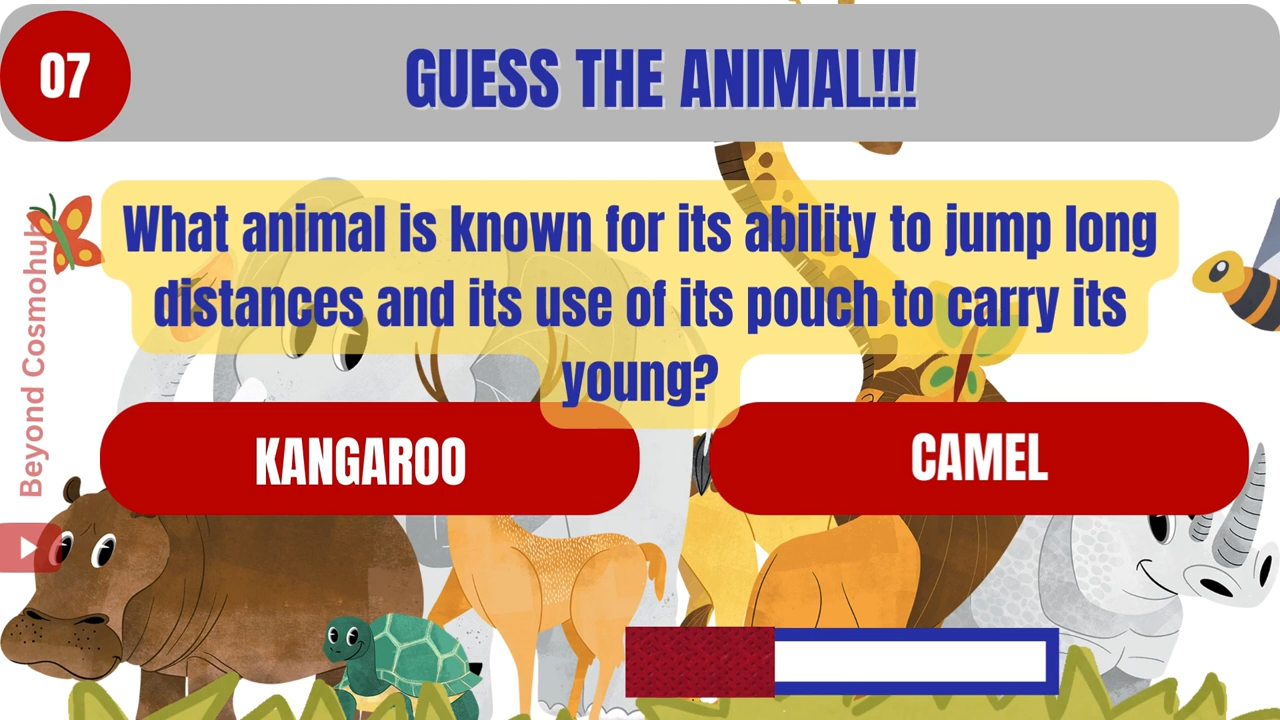 07
GUESS THE ANIMAL!!!
What animal is known for its ability to jump long
distances and its use of its pouch to carry its
young?
KANGAROO
CAMEL
Beyond Cosmohub